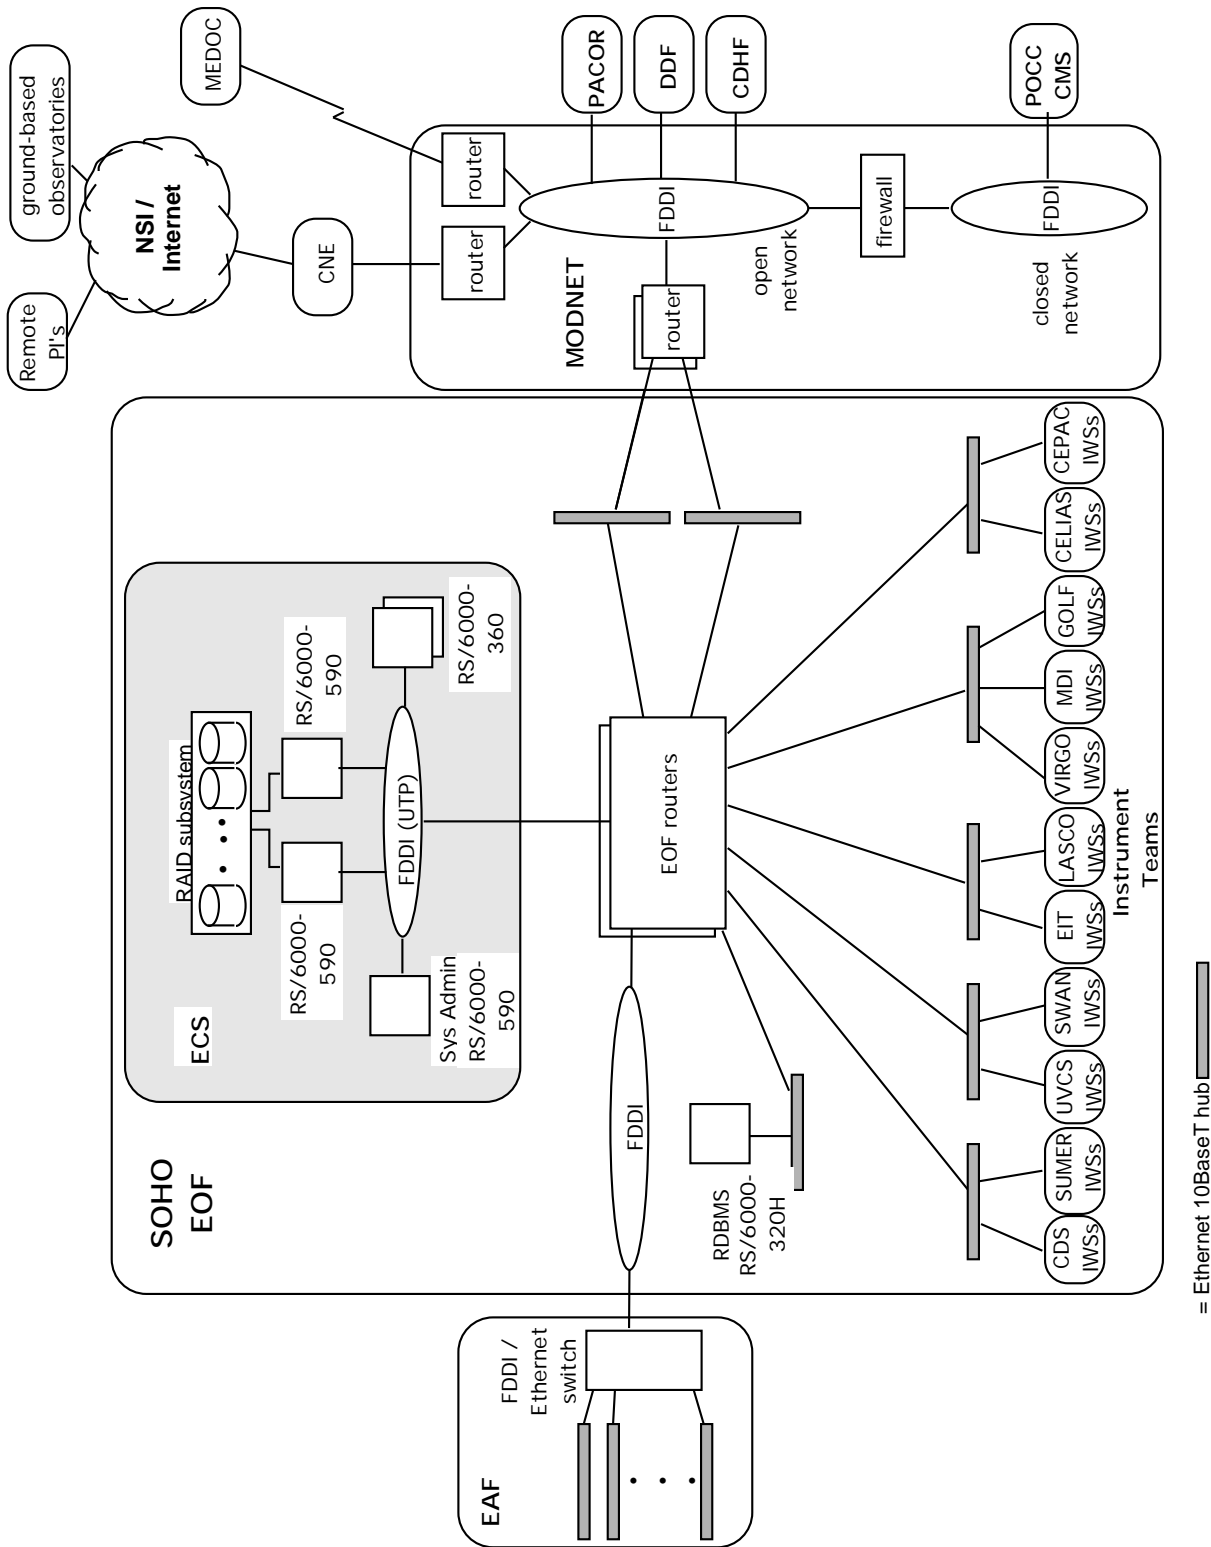 Remote
PI's
ground-based
observatories
NSI /
Internet
MEDOC
CNE
router
router
MODNET
router
FDDI
open
network
PACOR
DDF
CDHF
firewall
FDDI
closed
network
POCC
CMS
SOHO
EOF
ECS
RAID subsystem
RS/6000-
590
RS/6000-
590
FDDI (UTP)
Sys Admin
RS/6000-
590
RS/6000-
360
EOF routers
FDDI
RDBMS
RS/6000-
320H
EAF
FDDI /
Ethernet
switch
CDS
IWSs
SUMER
IWSs
UVCS
IWSs
SWAN
IWSs
EIT
IWSs
LASCO
IWSs
VIRGO
IWSs
MDI
IWSs
GOLF
IWSs
CELIAS
IWSs
CEPAC
IWSs
Instrument
Teams
= Ethernet 10BaseT hub